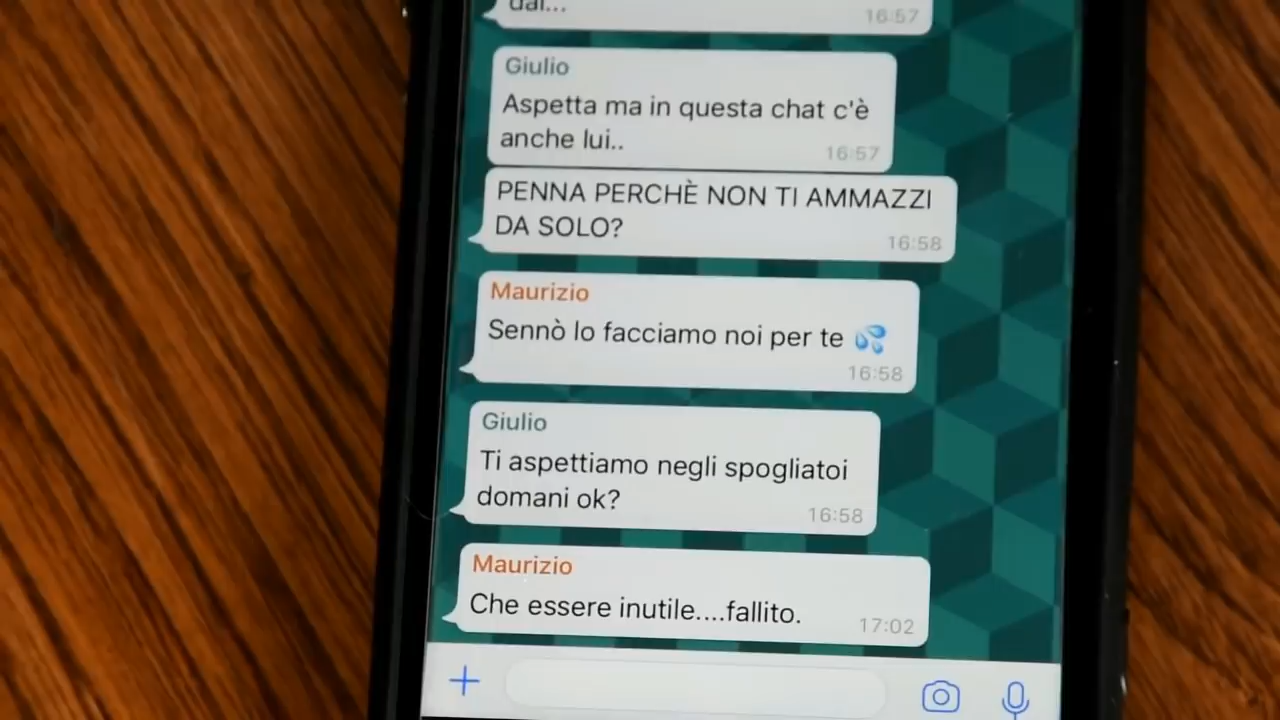 dai...
16:57
Giulio
Aspetta ma in questa chat c'è
anche lui..
16:57
PENNA PERCHÈ NON TI AMMAZZI
DA SOLO?
16:58
Maurizio
Sennò lo facciamo noi per te 💦
16:58
Giulio
Ti aspettiamo negli spogliatoi
domani ok?
16:58
Maurizio
Che essere inutile....fallito.
17:02